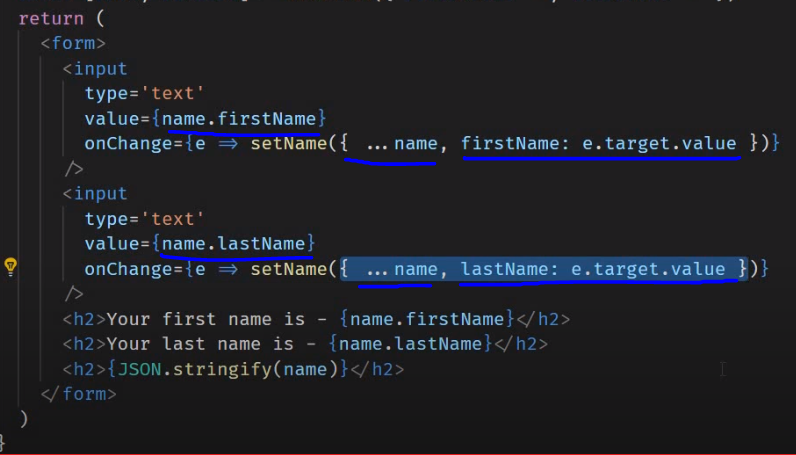 return (
<form>
<input
type='text'
value={name.firstName}
onChange={e => setName({ ...name, firstName: e.target.value })}
/>
<input
type='text'
value={name.lastName}
onChange={e => setName({ ...name, lastName: e.target.value })}
/>
<h2>Your first name is - {name.firstName}</h2>
<h2>Your last name is - {name.lastName}</h2>
<h2>{JSON.stringify(name)}</h2>
</form>
)
}